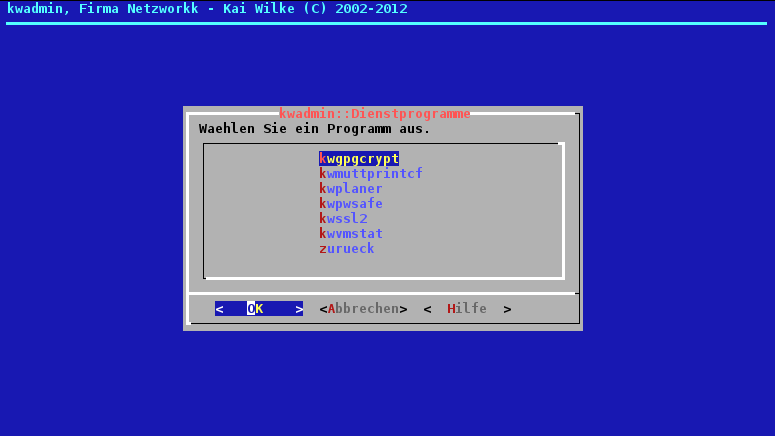 kwadmin, Firma Netzworkk - Kai Wilke (C) 2002-2012
kwadmin::Dienstprogramme
Waehlen Sie ein Programm aus.
kwgpgcrypt
kwmuttprintcf
kwplaner
kwpwsafe
kwssl2
kwvmstat
zurueck
< OK > <Abbrechen> < Hilfe >